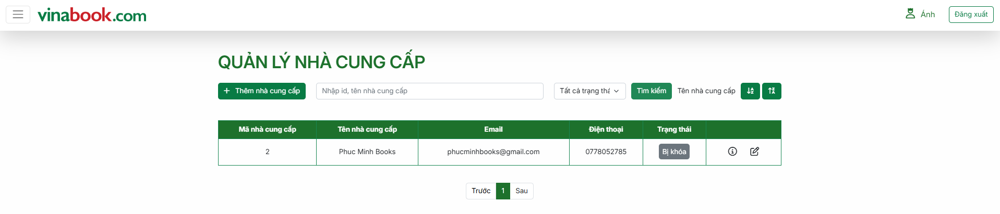 vinabook.com
Ánh
Đăng xuất
QUẢN LÝ NHÀ CUNG CẤP
Thêm nhà cung cấp
Nhập id, tên nhà cung cấp
Tất cả trạng thá
Tìm kiếm
Tên nhà cung cấp
Mã nhà cung cấp Tên nhà cung cấp Email Điện thoại Trạng thái
2 Phuc Minh Books phucminhbooks@gmail.com 0778052785 Bị khóa
Trước 1 Sau